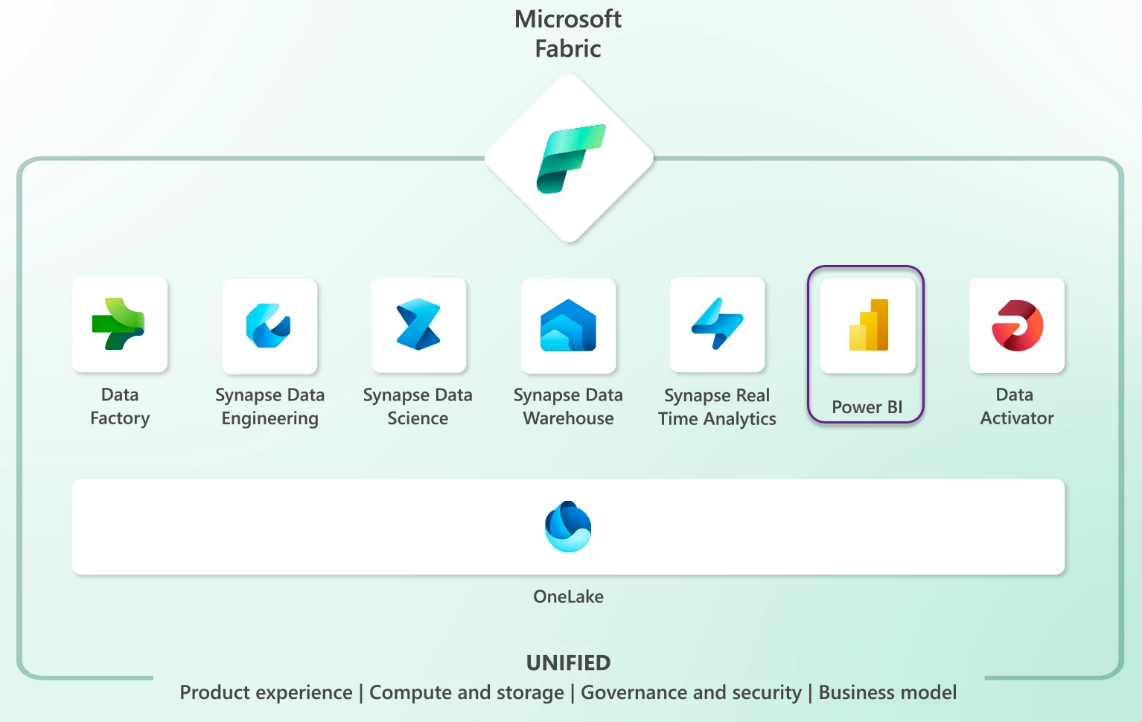 Microsoft
Fabric
Data
Factory
Synapse Data
Engineering
Synapse Data
Science
Synapse Data
Warehouse
Synapse Real
Time Analytics
Power BI
Data
Activator
OneLake
UNIFIED
Product experience | Compute and storage | Governance and security | Business model